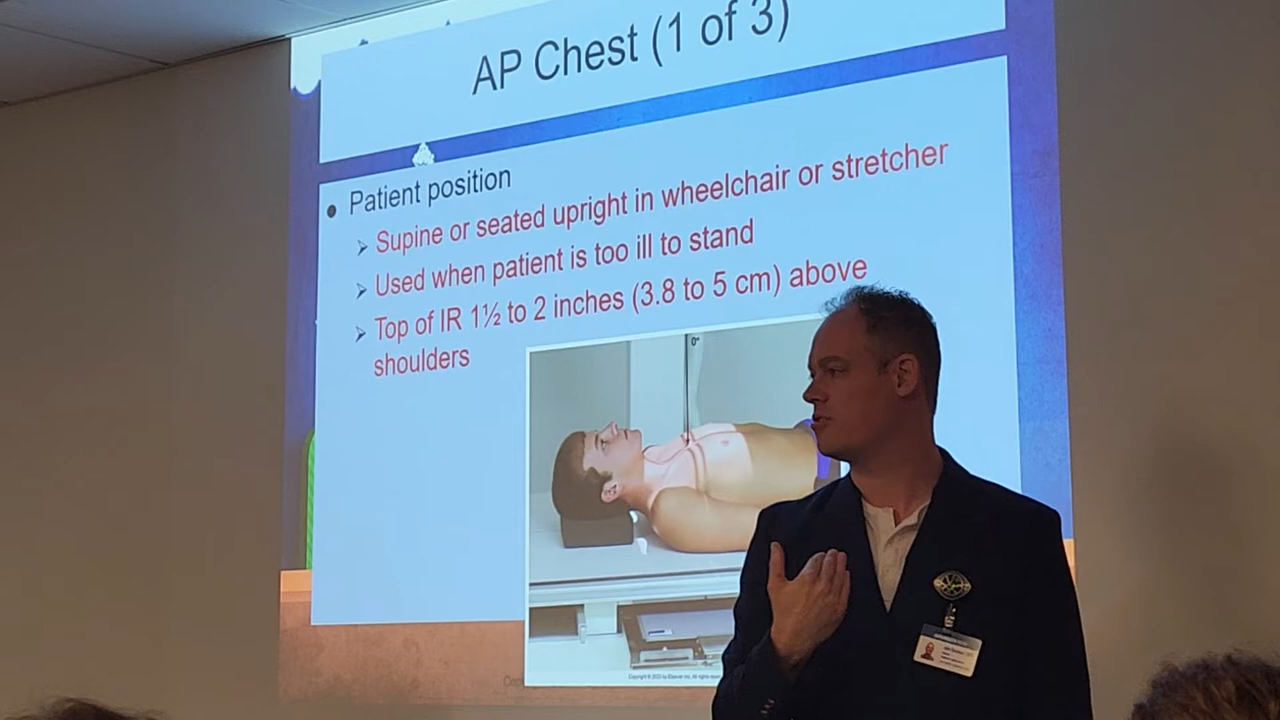 AP Chest (1 of 3)
● Patient position
➢ Supine or seated upright in wheelchair or stretcher
➢ Used when patient is too ill to stand
➢ Top of IR 1½ to 2 inches (3.8 to 5 cm) above
shoulders
0°